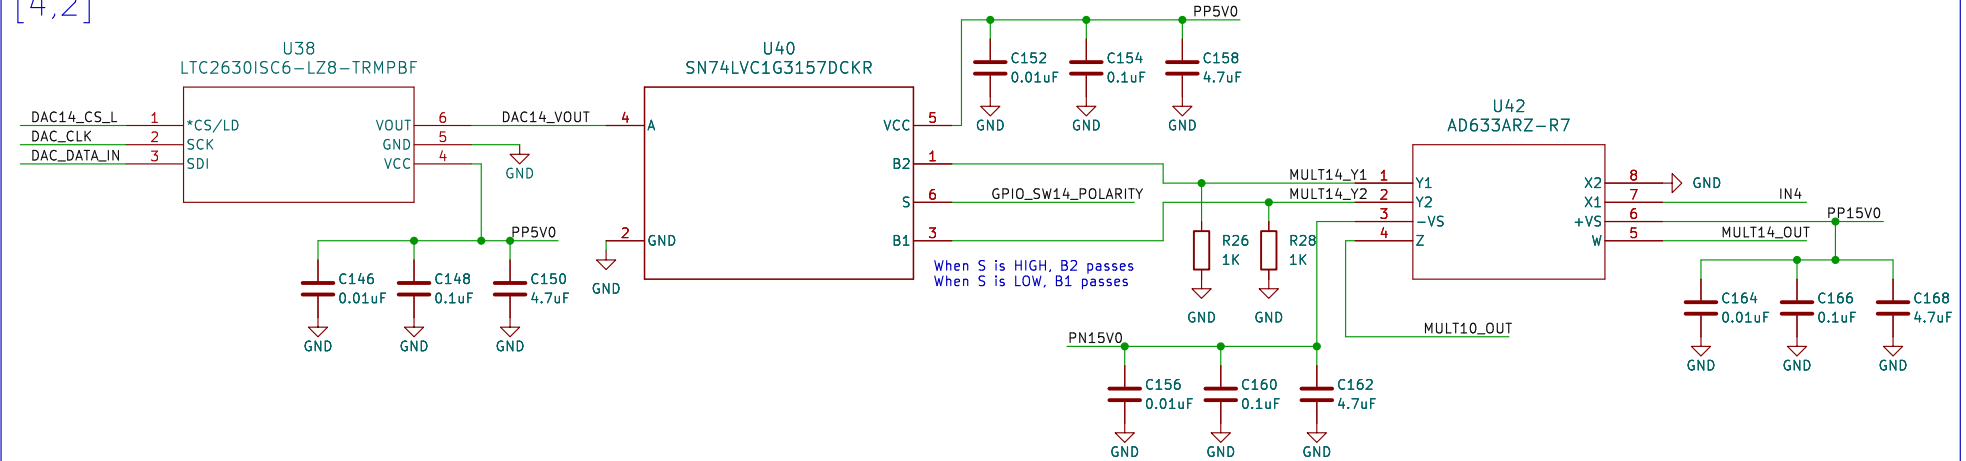 [4,2]
U38
LTC2630ISC6-LZ8-TRMPBF
DAC14_CS_L 1 *CS/LD
DAC_CLK 2 SCK
DAC_DATA_IN 3 SDI
VOUT 6 DAC14_VOUT
GND 5
VCC 4
GND
PP5V0
C146
0.01uF
GND
C148
0.1uF
GND
C150
4.7uF
GND
U40
SN74LVC1G3157DCKR
4 A
2 GND
GND
VCC 5
B2 1
S 6 GPIO_SW14_POLARITY
B1 3
When S is HIGH, B2 passes
When S is LOW, B1 passes
PP5V0
C152
0.01uF
GND
C154
0.1uF
GND
C158
4.7uF
GND
R26
1K
GND
R28
1K
GND
PN15V0
C156
0.01uF
GND
C160
0.1uF
GND
C162
4.7uF
GND
U42
AD633ARZ-R7
MULT14_Y1 1 Y1
MULT14_Y2 2 Y2
3 -VS
4 Z
MULT10_OUT
X2 8 GND
X1 7 IN4
+VS 6 PP15V0
W 5 MULT14_OUT
C164
0.01uF
GND
C166
0.1uF
GND
C168
4.7uF
GND